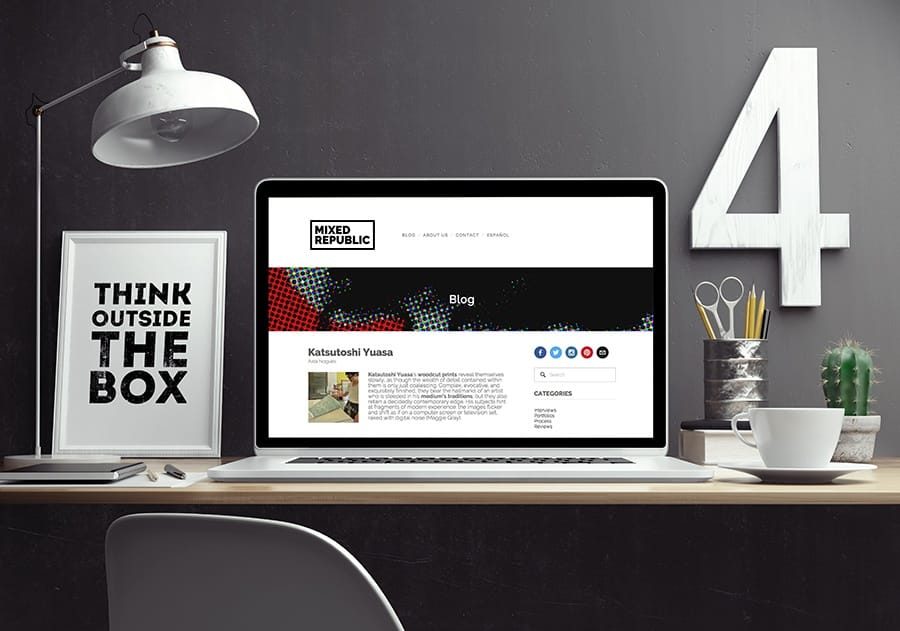 THINK
OUTSIDE
THE
BOX
MIXED
REPUBLIC
BLOG / ABOUT US / CONTACT / ESPAÑOL
Blog
Katsutoshi Yuasa
Katsutoshi Yuasa's woodcut prints reveal themselves
slowly, as though the wealth of detail contained within
them is only just coalescing. Complex, evocative, and
exquisitely finished, they bear the hallmarks of an artist
who is steeped in his medium's traditions, but they also
retain a decidedly contemporary edge. His subjects hint
at fragments of modern experience: the images flicker
and shift as if on a computer screen or television set,
laced with digital noise (Maggie Gray).
Search
CATEGORIES
Interviews
Portfolios
Process
Reviews
4